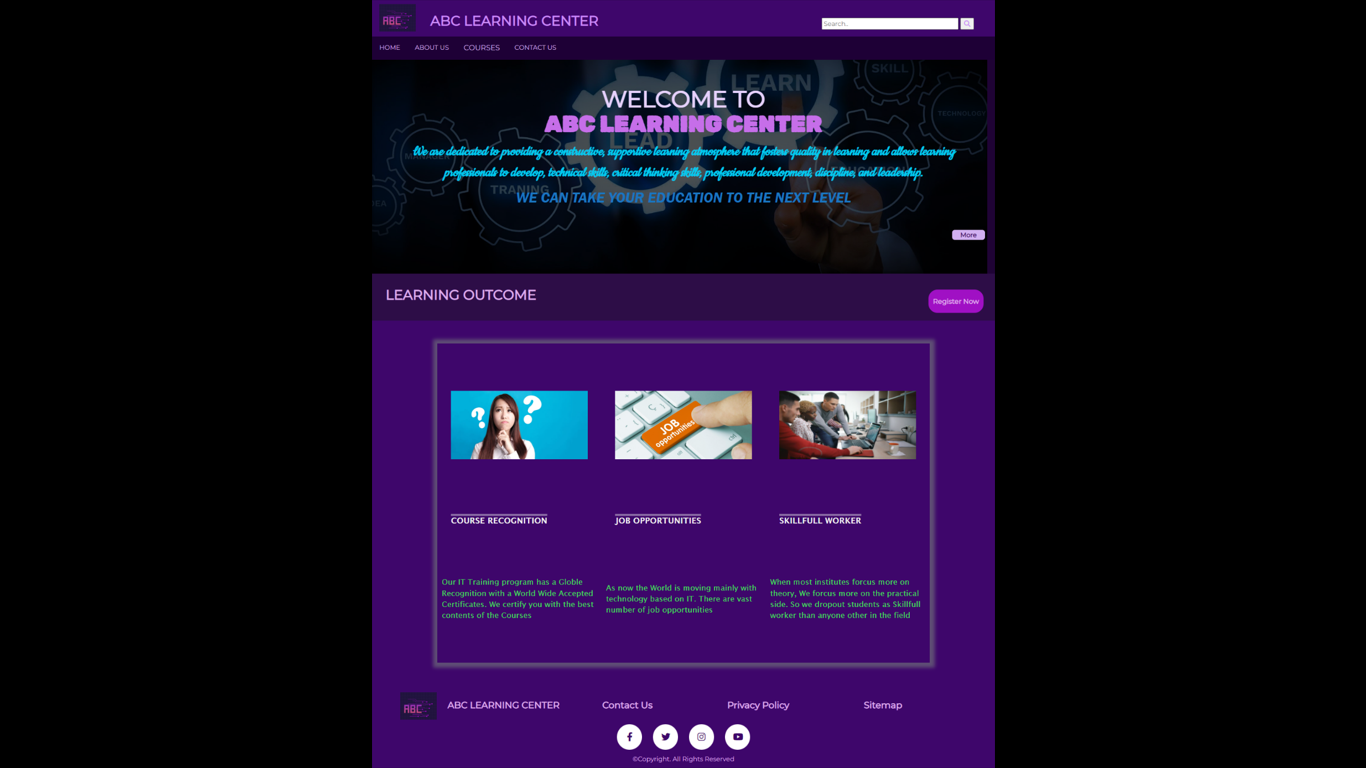 ABC
ABC LEARNING CENTER
Search..
HOME
ABOUT US
COURSES
CONTACT US
LEARN
SKILL
TECHNOLOGY
LEAD
TRAINING
WELCOME TO
ABC LEARNING CENTER
We are dedicated to providing a constructive, supportive learning atmosphere that fosters quality in learning and allows learning
professionals to develop, technical skills, critical thinking skills, professional development, discipline, and leadership.
WE CAN TAKE YOUR EDUCATION TO THE NEXT LEVEL
More
LEARNING OUTCOME
Register Now
? ?
JOB
opportunities
COURSE RECOGNITION
JOB OPPORTUNITIES
SKILLFULL WORKER
Our IT Training program has a Globle
Recognition with a World Wide Accepted
Certificates. We certify you with the best
contents of the Courses
As now the World is moving mainly with
technology based on IT. There are vast
number of job opportunities
When most institutes forcus more on
theory, We forcus more on the practical
side. So we dropout students as Skillfull
worker than anyone other in the field
ABC
ABC LEARNING CENTER
Contact Us
Privacy Policy
Sitemap
©Copyright. All Rights Reserved